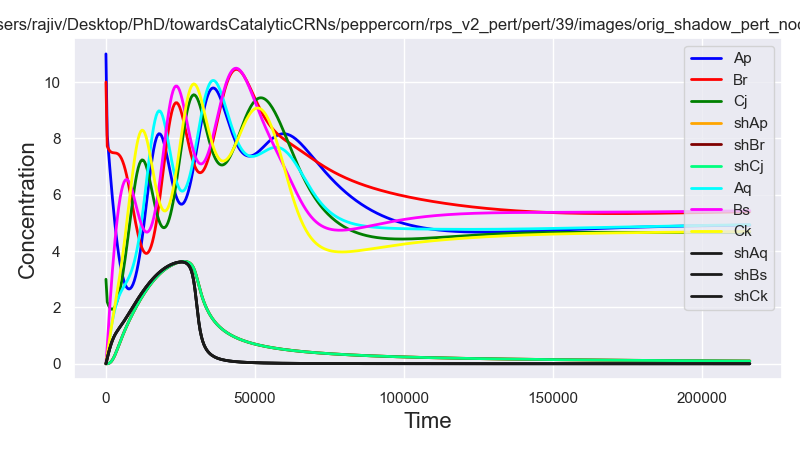 sers/rajiv/Desktop/PhD/towardsCatalyticCRNs/peppercorn/rps_v2_pert/pert/39/images/orig_shadow_pert_noc
Concentration
10
8
6
4
2
0
0
50000
100000
150000
200000
Time
Ap
Br
Cj
shAp
shBr
shCj
Aq
Bs
Ck
shAq
shBs
shCk